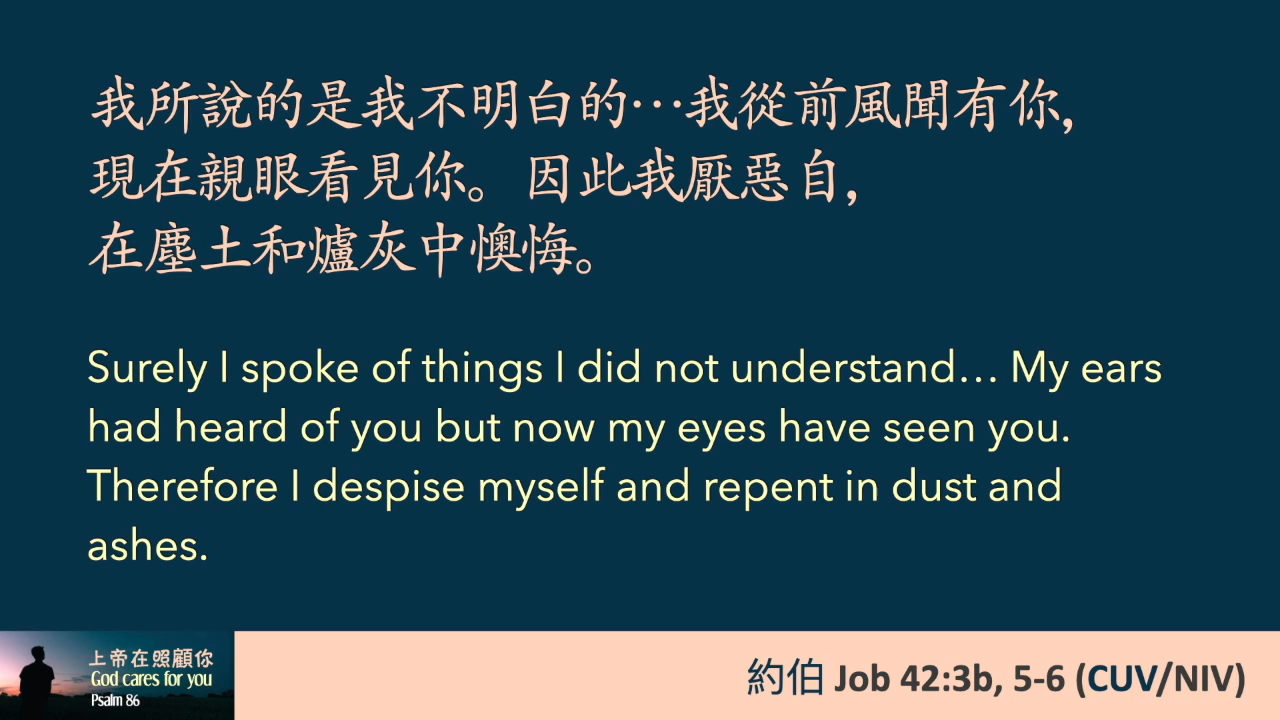 我所說的是我不明白的…我從前風聞有你，
現在親眼看見你。因此我厭惡自，
在塵土和爐灰中懊悔。
Surely I spoke of things I did not understand… My ears
had heard of you but now my eyes have seen you.
Therefore I despise myself and repent in dust and
ashes.
上帝在照顧你
God cares for you
Psalm 86
約伯 Job 42:3b, 5-6 (CUV/NIV)